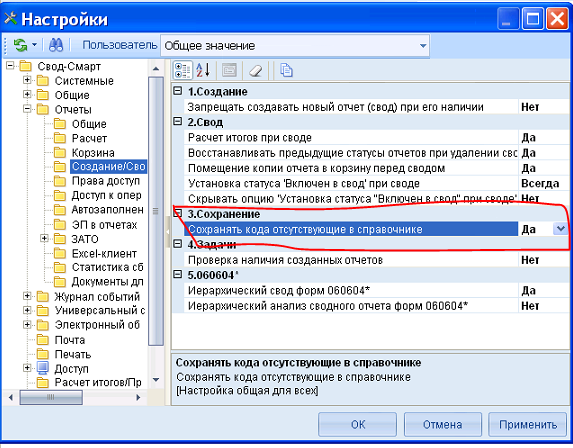 Настройки
Пользователь Общее значение
Свод-Смарт
Системные
Общие
Отчеты
Общие
Расчет
Корзина
Создание/Сво
Права доступ
Доступ к опер
Автозаполнен
ЭП в отчетах
ЗАТО
Excel-клиент
Статистика сб
Документы дл
Журнал событий
Универсальный с
Электронный об
Почта
Печать
Доступ
Расчет итогов/Пр
1.Создание
Запрещать создавать новый отчет (свод) при его наличии Нет
2.Свод
Расчет итогов при своде Да
Восстанавливать предыдущие статусы отчетов при удалении сво Да
Помещение копии отчета в корзину перед сводом Да
Установка статуса 'Включен в свод' при своде Всегда
Скрывать опцию 'Установка статуса "Включен в свод" при своде' Нет
3.Сохранение
Сохранять кода отсутствующие в справочнике Да
4.Задачи
Проверка наличия созданных отчетов Нет
5.060604*
Иерархический свод форм 060604* Да
Иерархический анализ сводного отчета форм 060604* Нет
Сохранять кода отсутствующие в справочнике
Сохранять кода отсутствующие в справочнике
[Настройка общая для всех]
ОК Отмена Применить